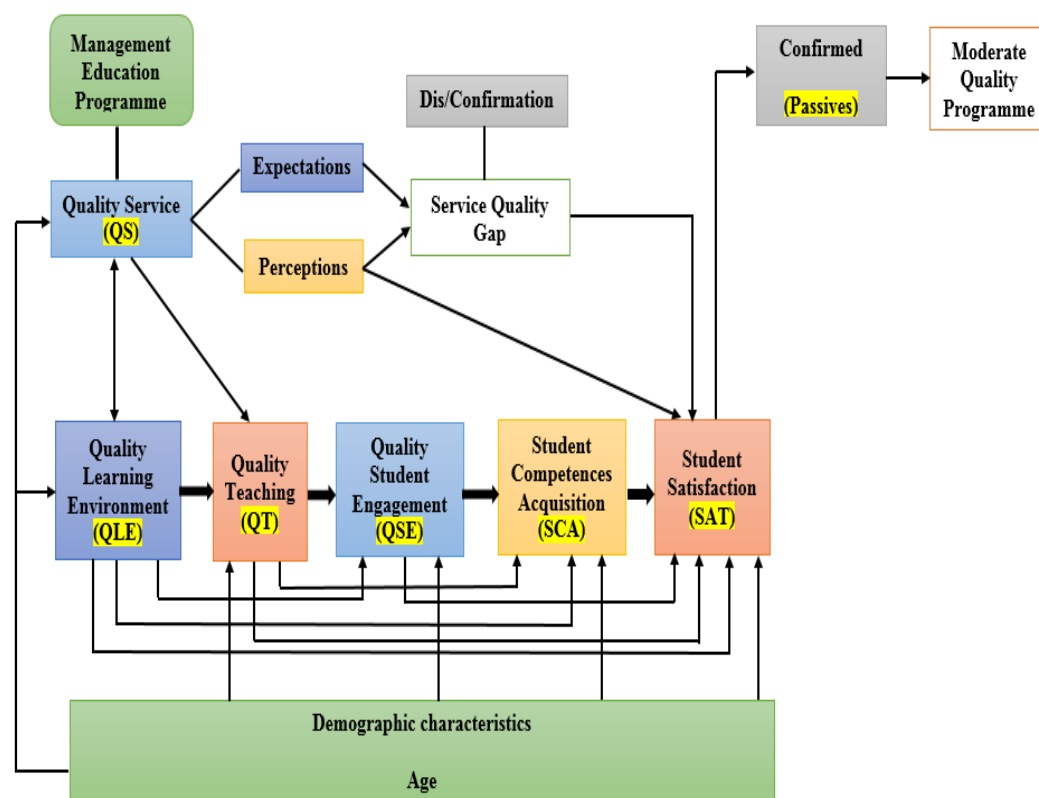 Management
Education
Programme
Confirmed
(Passives)
Moderate
Quality
Programme
Dis/Confirmation
Expectations
Quality Service
(QS)
Service Quality
Gap
Perceptions
Quality
Learning
Environment
(QLE)
Quality
Teaching
(QT)
Quality
Student
Engagement
(QSE)
Student
Competences
Acquisition
(SCA)
Student
Satisfaction
(SAT)
Demographic characteristics
Age